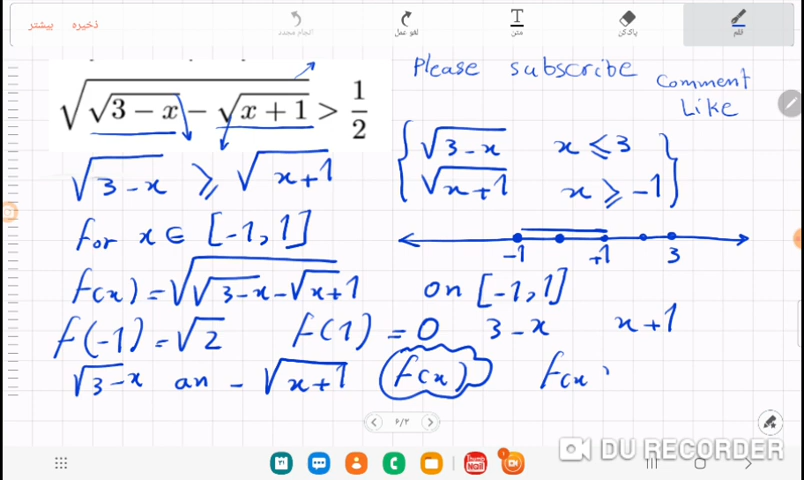 ذخیره بیشتر
انجام مجدد
لغو عمل
متن
پاک‌کن
قلم
Please subscribe comment
Like
√(√(3 − x) − √(x + 1)) > 1/2
√(3-x) ≥ √(x+1)
for x ∈ [-1,1]
f(x) = √(√(3-x) - √(x+1)) on [-1,1]
f(-1) = √2 f(1) = 0 3-x x+1
√(3-x) an - √(x+1) f(x) f(x)
{ √(3-x) x ≤ 3
√(x+1) x ≥ -1 }
-1 +1 3
۶/۲
DU RECORDER